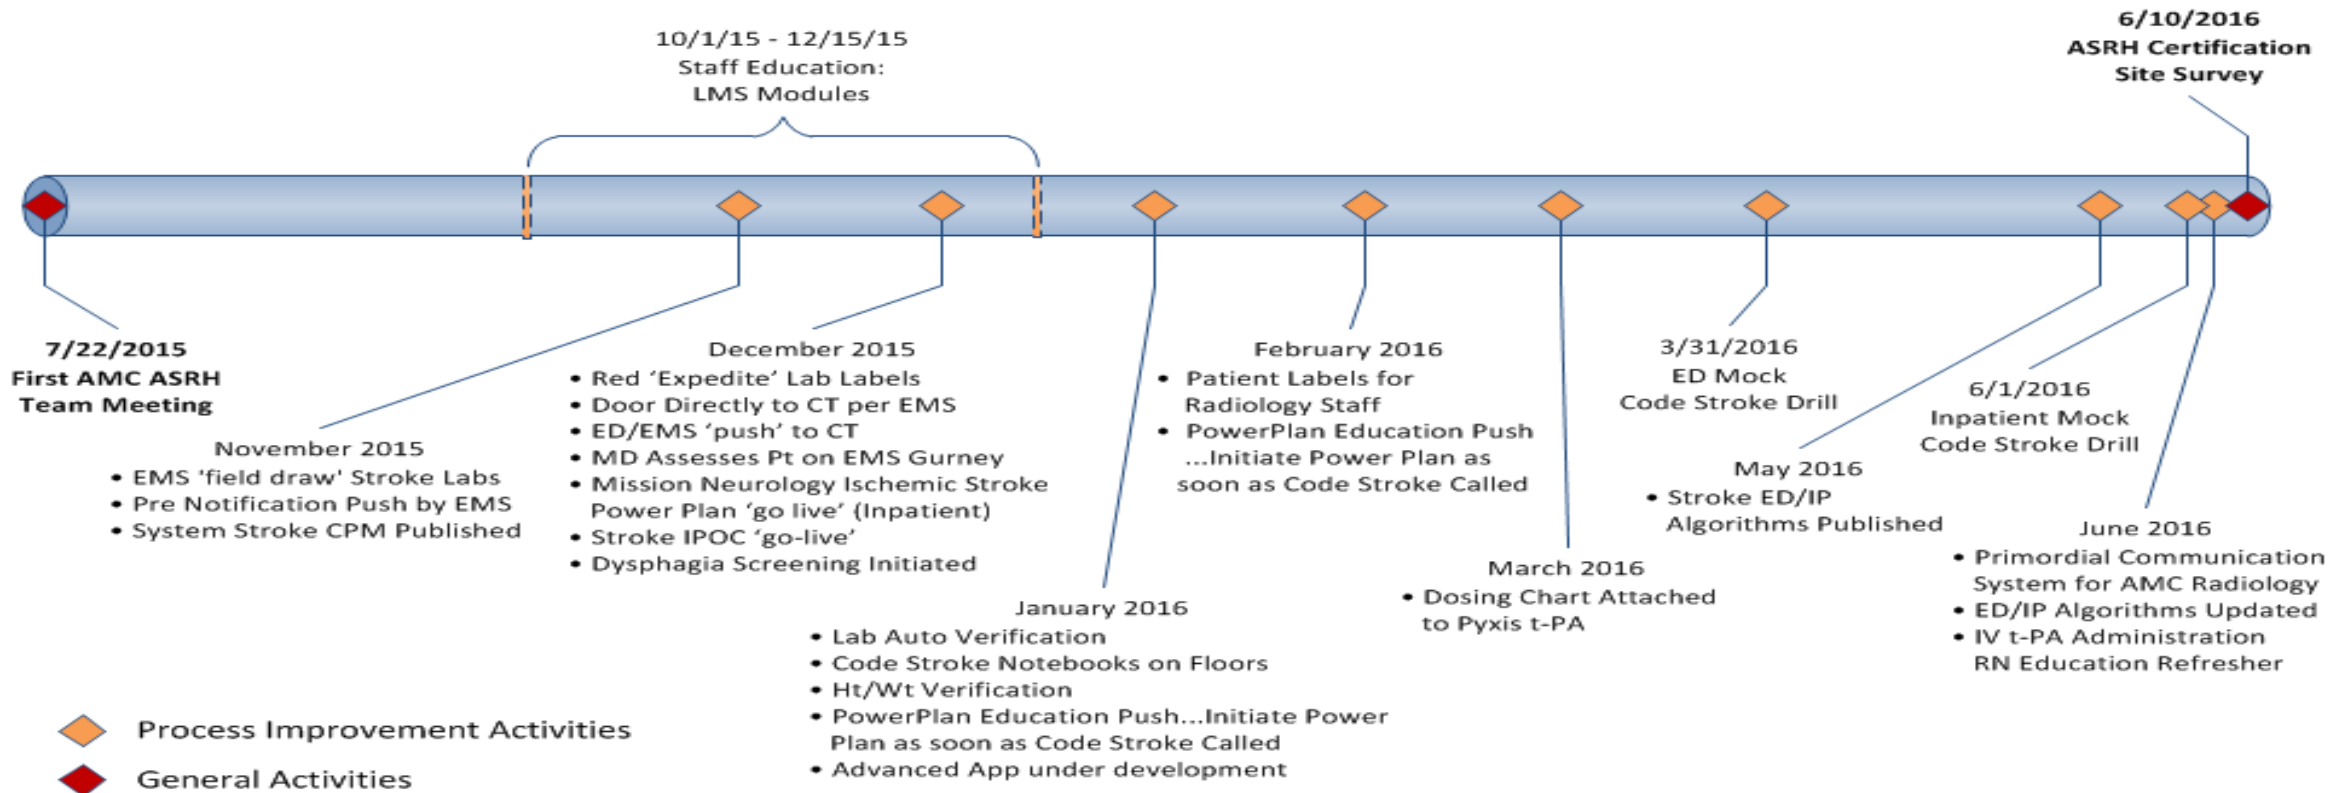 10/1/15 - 12/15/15
Staff Education:
LMS Modules
6/10/2016
ASRH Certification
Site Survey
7/22/2015
First AMC ASRH
Team Meeting
November 2015
• EMS 'field draw' Stroke Labs
• Pre Notification Push by EMS
• System Stroke CPM Published
December 2015
• Red ‘Expedite’ Lab Labels
• Door Directly to CT per EMS
• ED/EMS ‘push’ to CT
• MD Assesses Pt on EMS Gurney
• Mission Neurology Ischemic Stroke
Power Plan ‘go live’ (Inpatient)
• Stroke IPOC ‘go-live’
• Dysphagia Screening Initiated
January 2016
• Lab Auto Verification
• Code Stroke Notebooks on Floors
• Ht/Wt Verification
• PowerPlan Education Push...Initiate Power
Plan as soon as Code Stroke Called
• Advanced App under development
February 2016
• Patient Labels for
Radiology Staff
• PowerPlan Education Push
...Initiate Power Plan as
soon as Code Stroke Called
March 2016
• Dosing Chart Attached
to Pyxis t-PA
3/31/2016
ED Mock
Code Stroke Drill
May 2016
• Stroke ED/IP
Algorithms Published
6/1/2016
Inpatient Mock
Code Stroke Drill
June 2016
• Primordial Communication
System for AMC Radiology
• ED/IP Algorithms Updated
• IV t-PA Administration
RN Education Refresher
Process Improvement Activities
General Activities